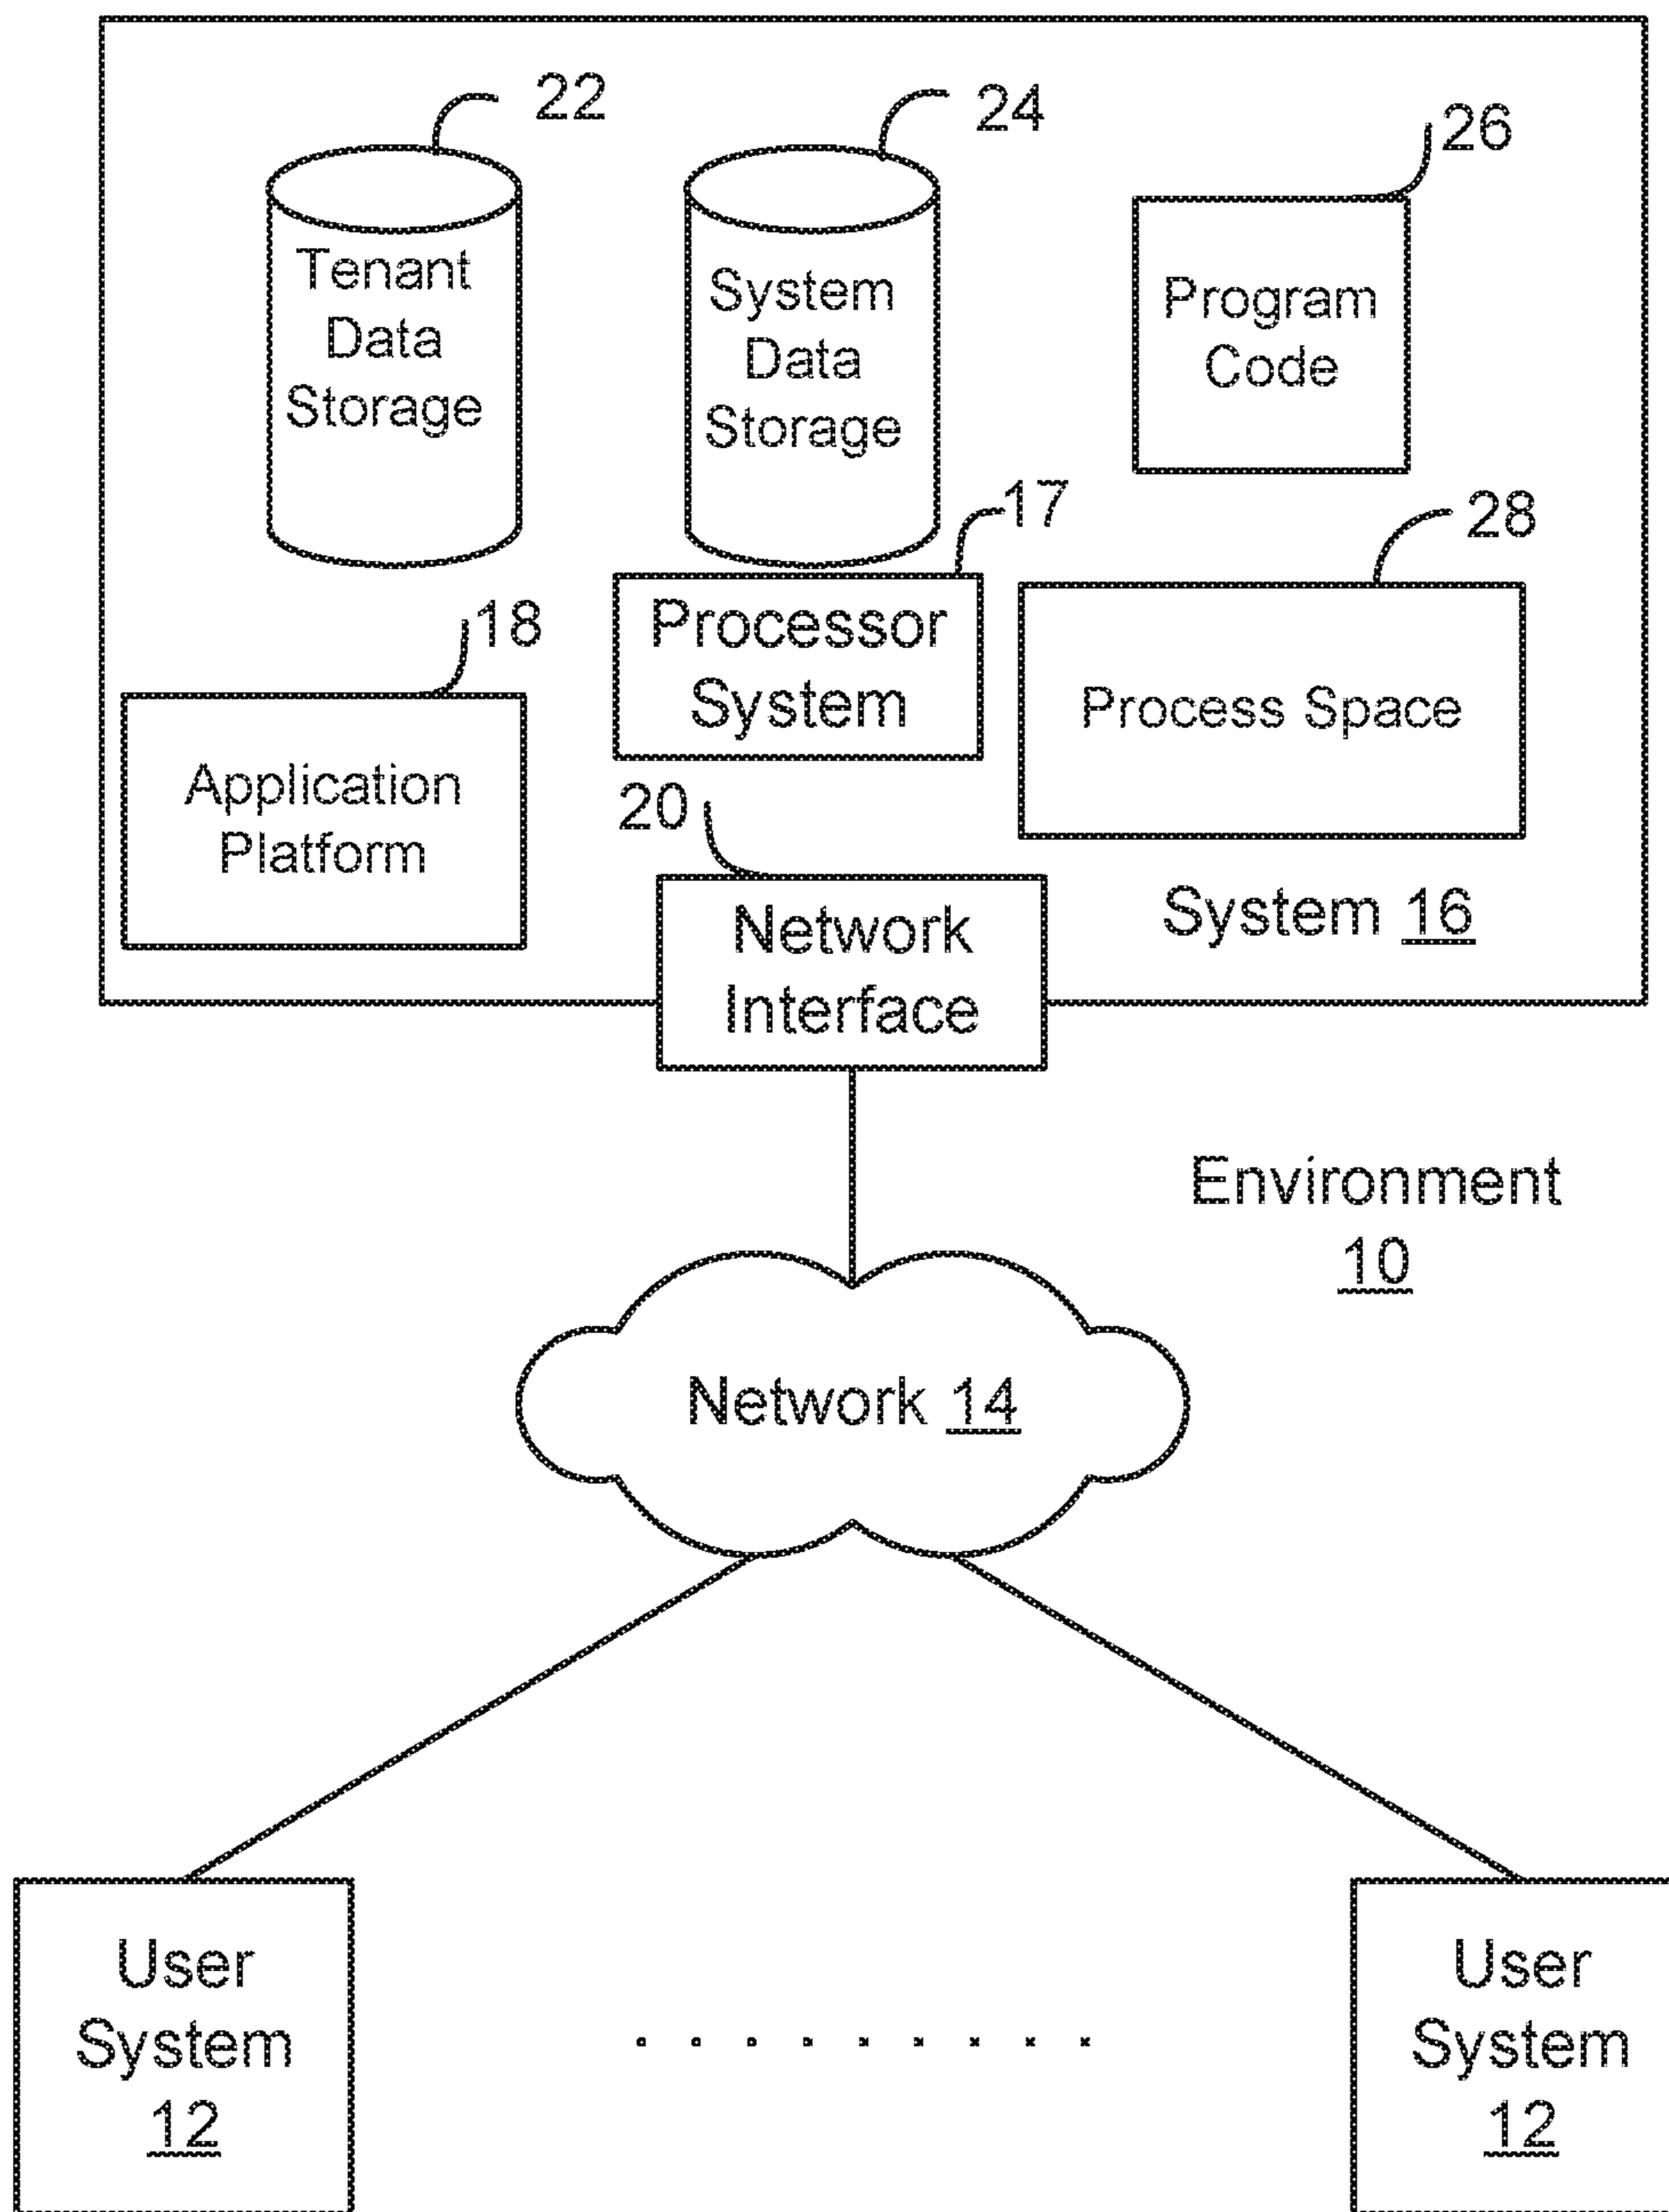 22
24
26
Tenant
Data
Storage
System
Data
Storage
Program
Code
17
28
18
Processor
System
Process Space
Application
Platform
20
Network
Interface
System 16
Environment
10
Network 14
User
System
12
User
System
12